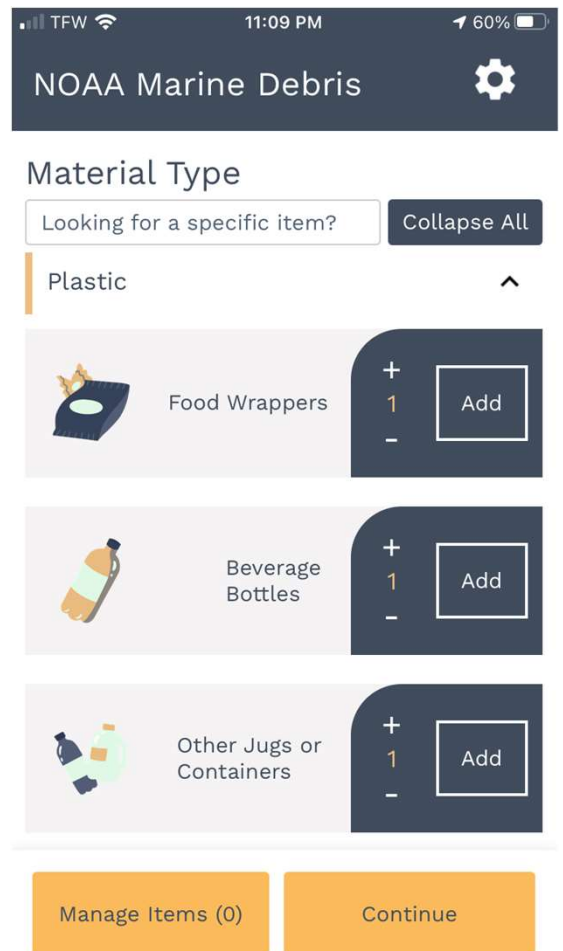 TFW 11:09 PM 60%
NOAA Marine Debris
Material Type
Looking for a specific item? Collapse All
Plastic
+
Food Wrappers 1 Add
-
+
Beverage
Bottles 1 Add
-
+
Other Jugs or
Containers 1 Add
-
Manage Items (0) Continue